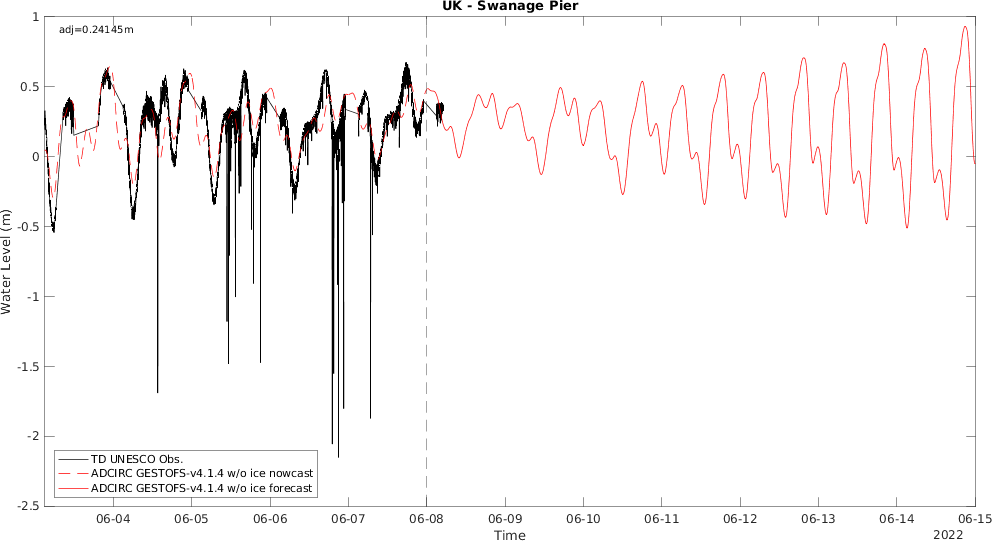 UK - Swanage Pier
adj=0.24145m
1
0.5
0
-0.5
-1
-1.5
-2
-2.5
Water Level (m)
TD UNESCO Obs.
ADCIRC GESTOFS-v4.1.4 w/o ice nowcast
ADCIRC GESTOFS-v4.1.4 w/o ice forecast
06-04 06-05 06-06 06-07 06-08 06-09 06-10 06-11 06-12 06-13 06-14 06-15
Time
2022